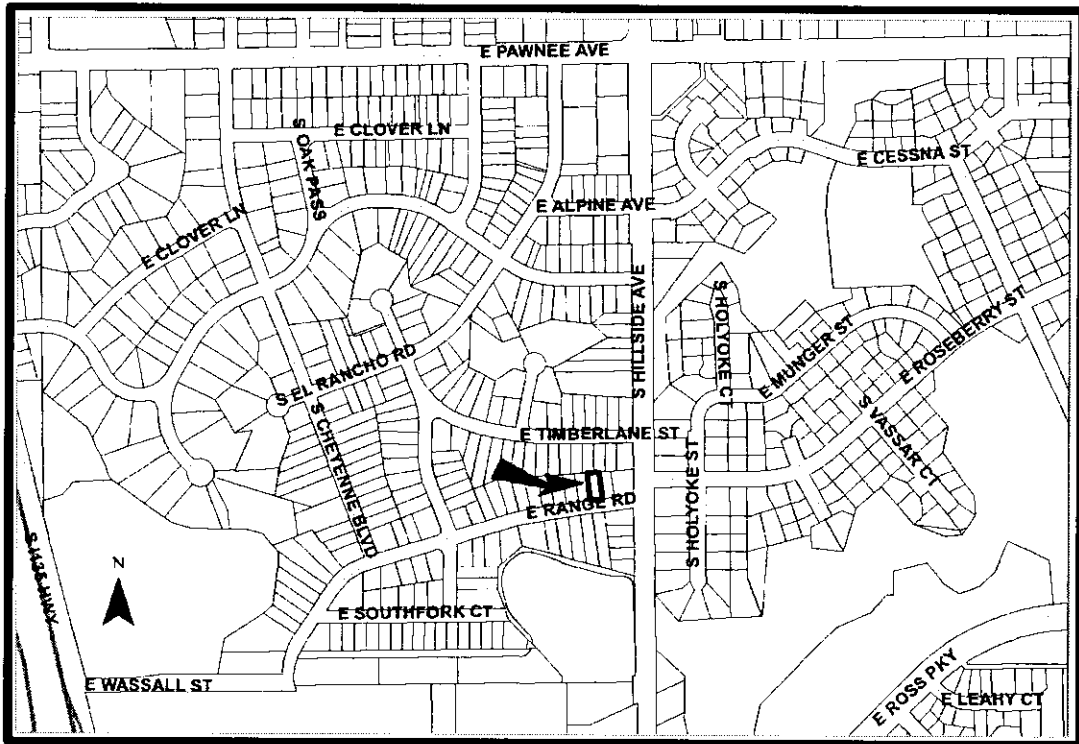 E PAWNEE AVE
E CLOVER LN
S OAK PASS
E CESSNA ST
E ALPINE AVE
E CLOVER LN
S HILLSIDE AVE
S HOLYOKE CT
E MUNGER ST
E ROSEBERRY ST
S EL RANCHO RD
S CHEYENNE BLVD
E TIMBERLANE ST
S VASSAR CT
E RANGE RD
S HOLYOKE ST
S I135 HWY
N
E SOUTHFORK CT
E WASSALL ST
E ROSS PKY
E LEAHY CT